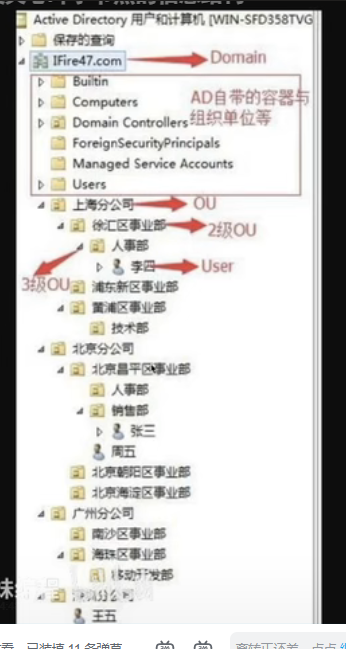 Active Directory 用户和计算机 [WIN-SFD358TVG
保存的查询
IFire47.com
Domain
Builtin
Computers
Domain Controllers
ForeignSecurityPrincipals
Managed Service Accounts
Users
AD自带的容器与
组织单位等
上海分公司
OU
徐汇区事业部
2级OU
人事部
李四
User
3级OU
浦东新区事业部
黄浦区事业部
技术部
北京分公司
北京昌平区事业部
人事部
销售部
张三
周五
北京朝阳区事业部
北京海淀区事业部
广州分公司
南沙区事业部
海珠区事业部
移动开发部
分公司
王五
已装填 11 条弹幕